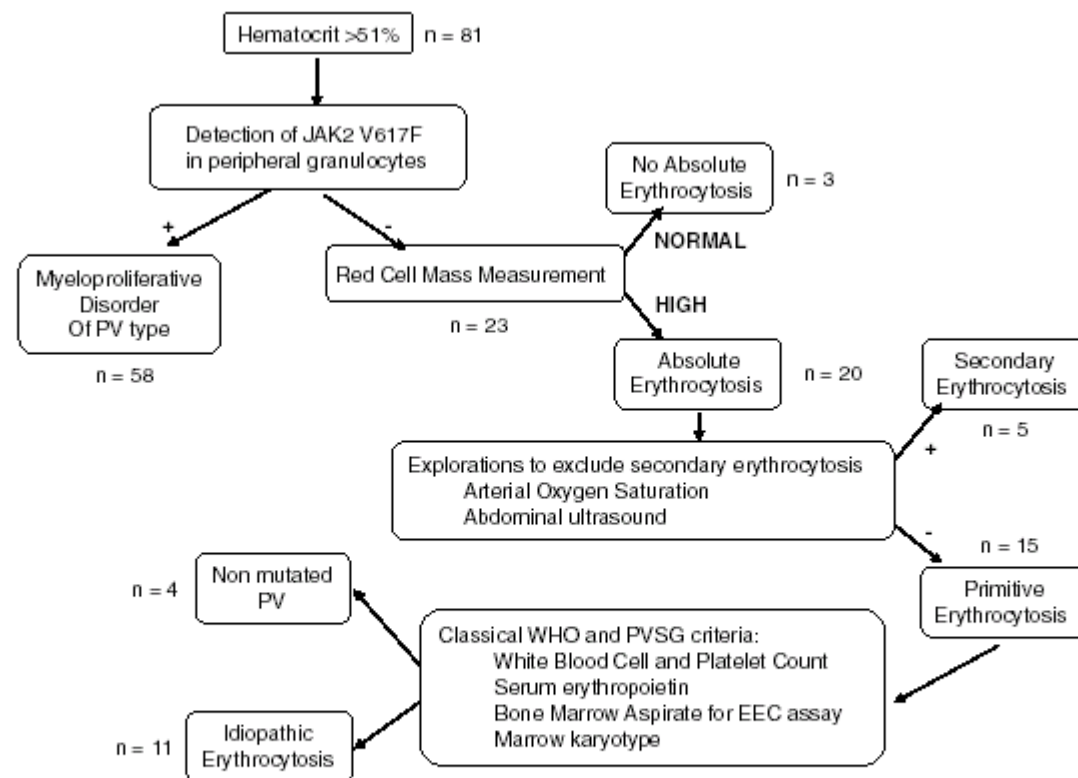 Hematocrit >51% n = 81
Detection of JAK2 V617F
in peripheral granulocytes
No Absolute
Erythrocytosis
n = 3
+
-
NORMAL
Myeloproliferative
Disorder
Of PV type
n = 58
Red Cell Mass Measurement
n = 23
HIGH
Absolute
Erythrocytosis
n = 20
Secondary
Erythrocytosis
n = 5
+
Explorations to exclude secondary erythrocytosis
Arterial Oxygen Saturation
Abdominal ultrasound
-
n = 15
Primitive
Erythrocytosis
n = 4
Non mutated
PV
Classical WHO and PVSG criteria:
White Blood Cell and Platelet Count
Serum erythropoietin
Bone Marrow Aspirate for EEC assay
Marrow karyotype
n = 11
Idiopathic
Erythrocytosis